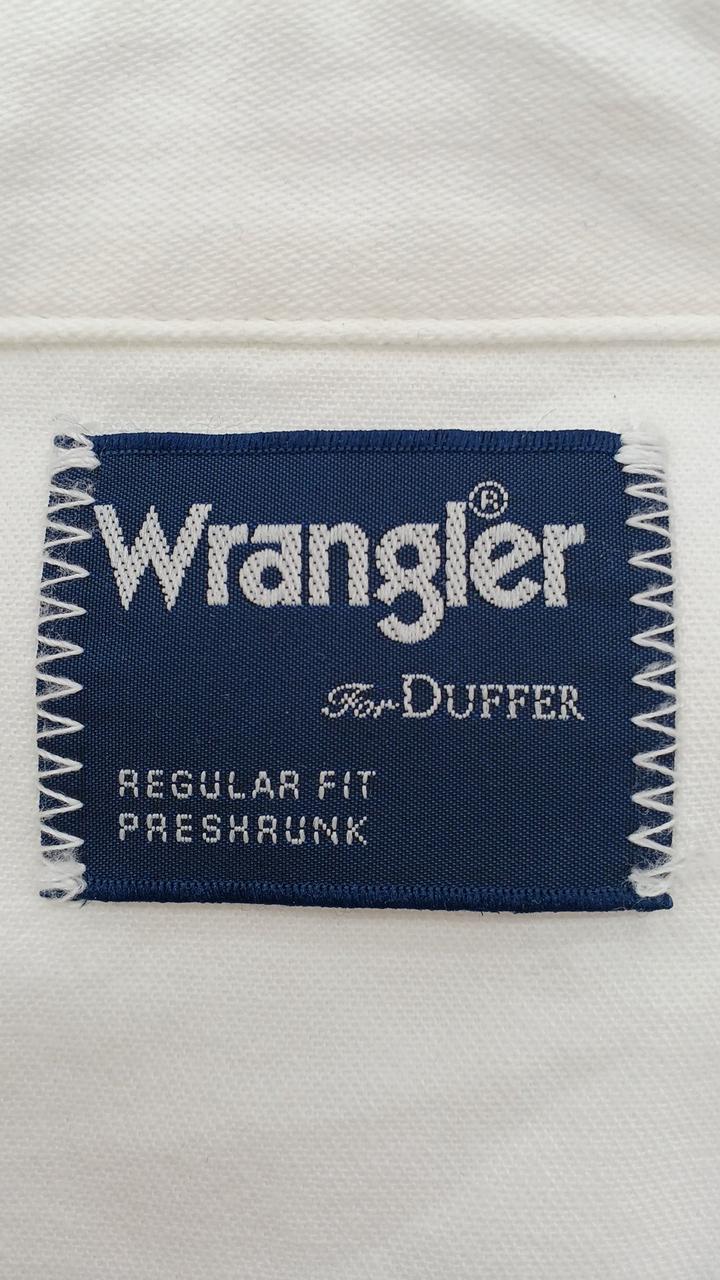 Wrangler®
For DUFFER
REGULAR FIT
PRESHRUNK